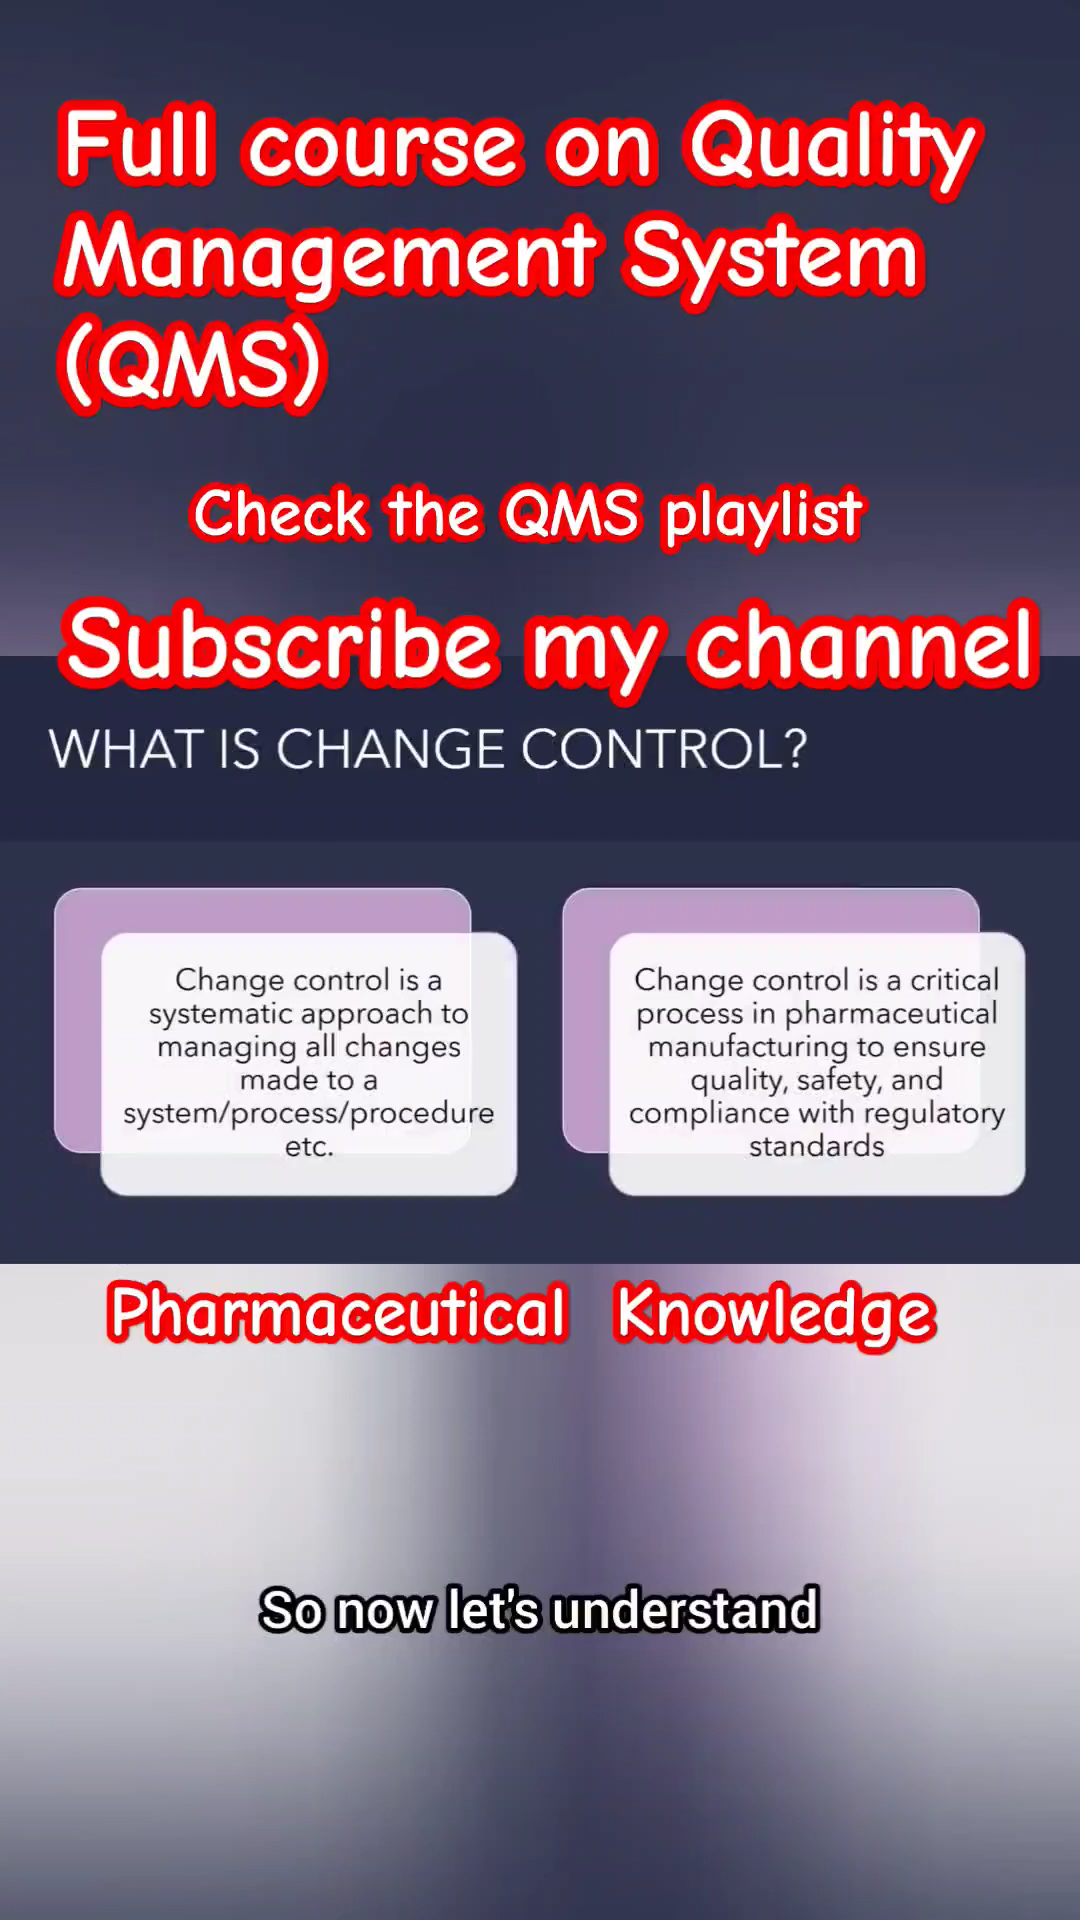 Full course on Quality
Management System
(QMS)
Check the QMS playlist
Subscribe my channel
WHAT IS CHANGE CONTROL?
Change control is a
systematic approach to
managing all changes
made to a
system/process/procedure
etc.
Change control is a critical
process in pharmaceutical
manufacturing to ensure
quality, safety, and
compliance with regulatory
standards
Pharmaceutical Knowledge
So now let's understand